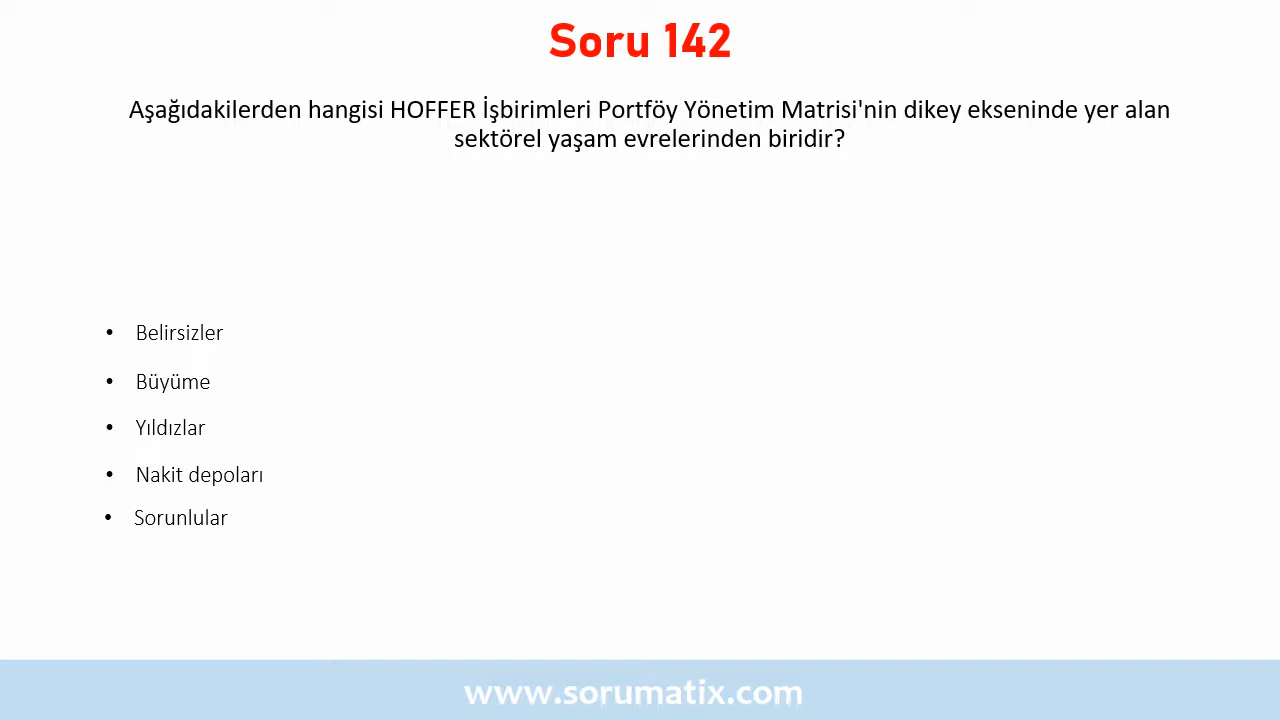 Soru 142
Aşağıdakilerden hangisi HOFFER İşbirimleri Portföy Yönetim Matrisi'nin dikey ekseninde yer alan
sektörel yaşam evrelerinden biridir?
• Belirsizler
• Büyüme
• Yıldızlar
• Nakit depoları
• Sorunlular
www.sorumatix.com